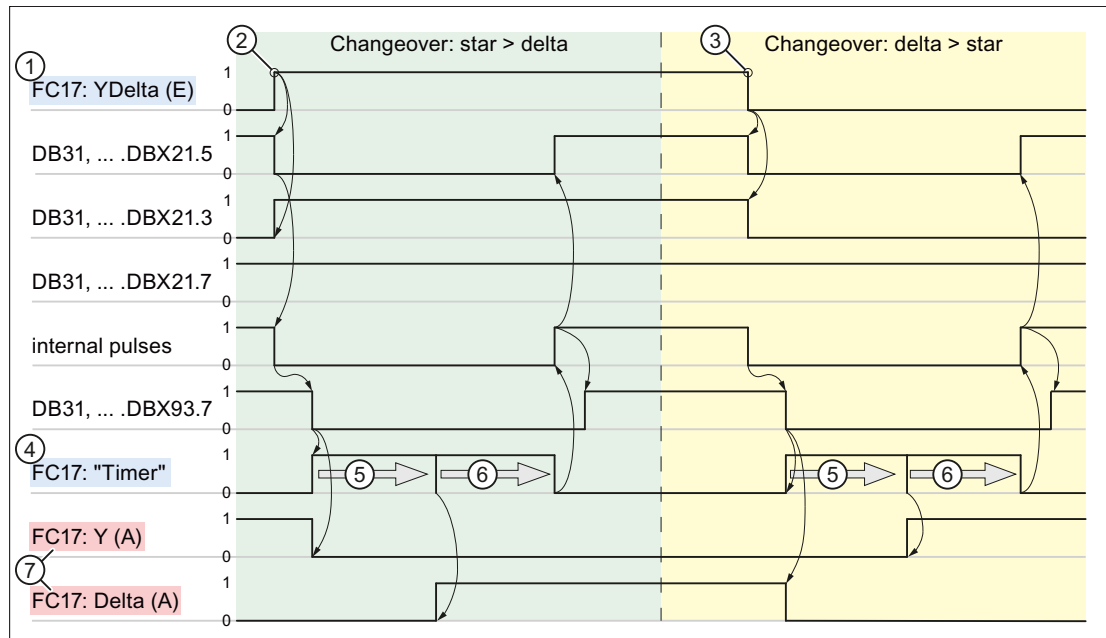 2 Changeover: star > delta 3 Changeover: delta > star
1
FC17: YDelta (E) 1
0
DB31, ... .DBX21.5 1
0
DB31, ... .DBX21.3 1
0
DB31, ... .DBX21.7 1
0
internal pulses 1
0
DB31, ... .DBX93.7 1
0
4
FC17: "Timer" 1 5 6 5 6
0
FC17: Y (A) 1
0
7
FC17: Delta (A) 1
0